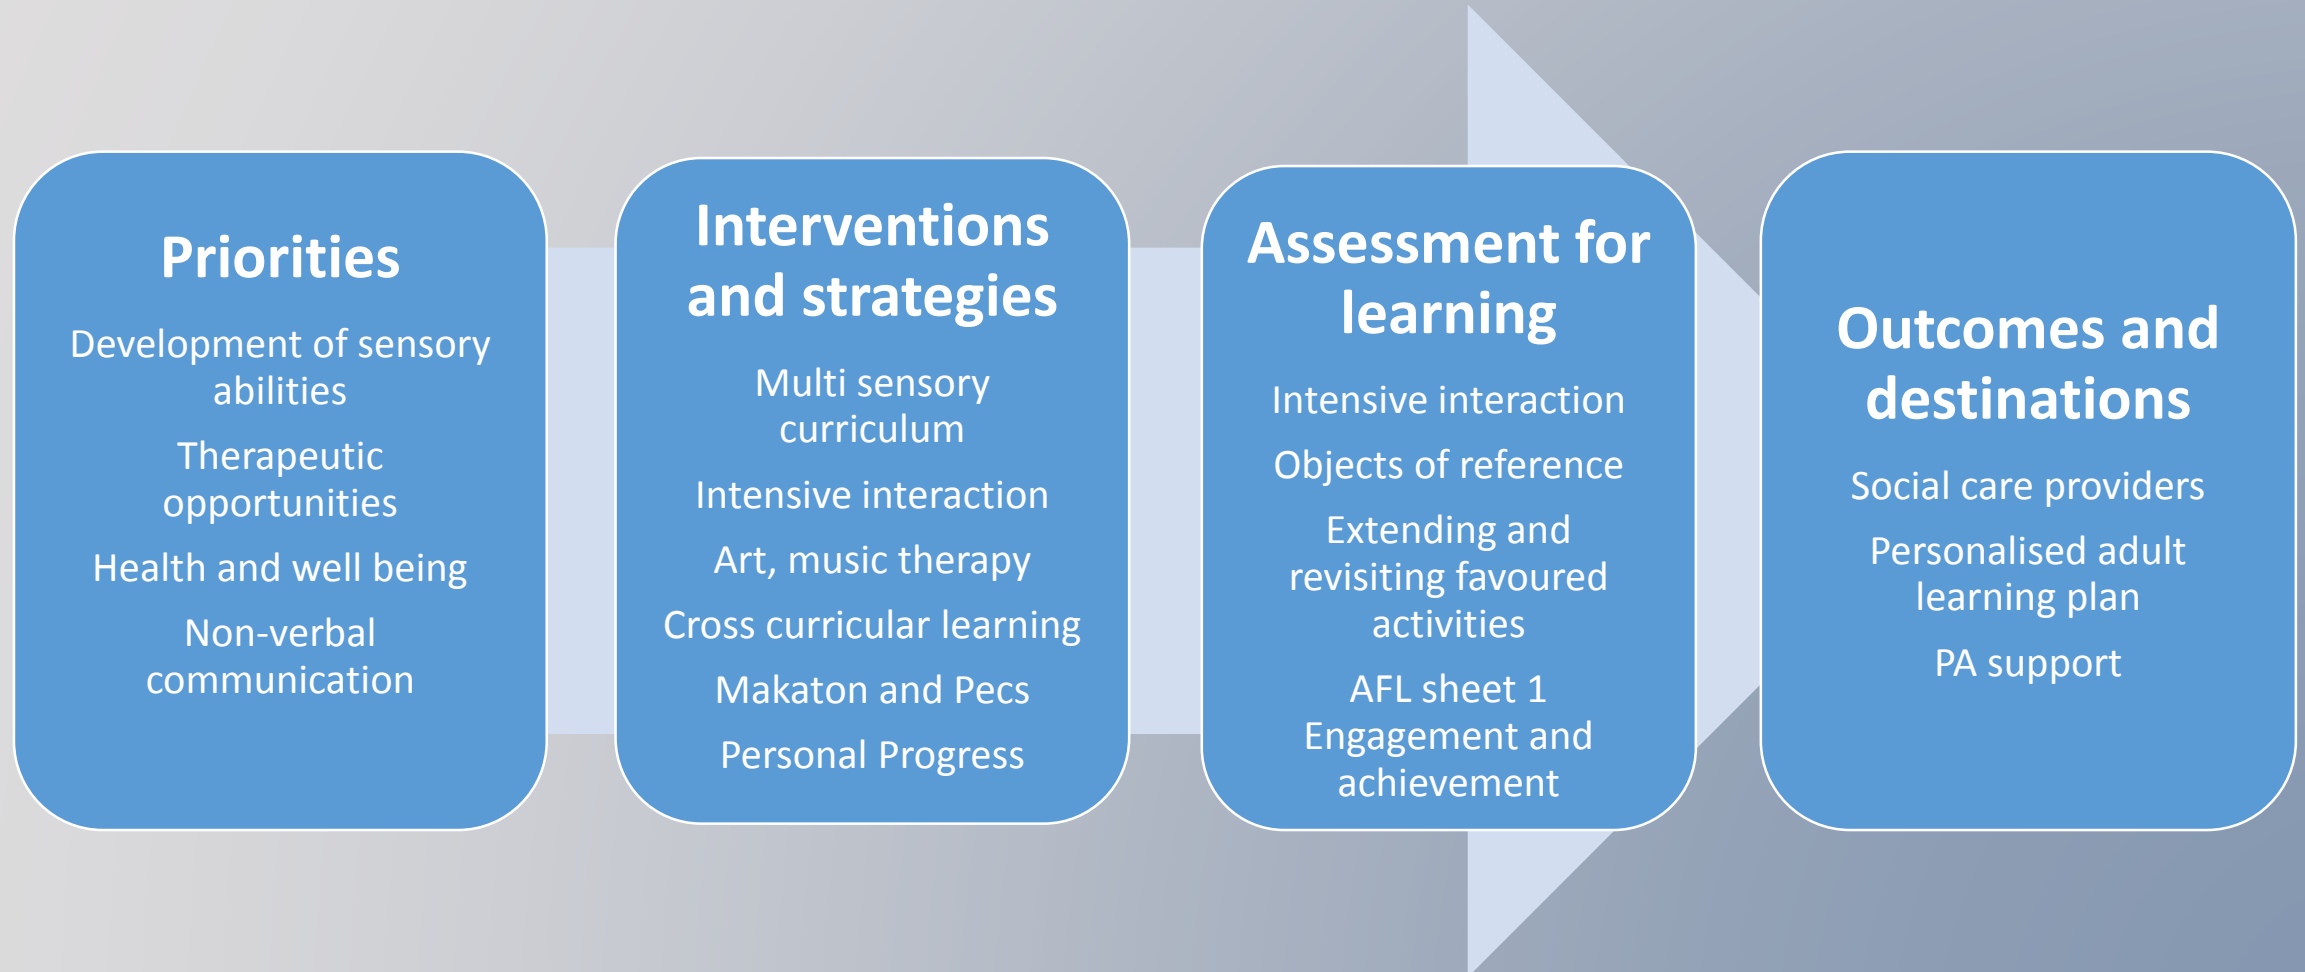 Priorities
Development of sensory
abilities
Therapeutic
opportunities
Health and well being
Non-verbal
communication
Interventions
and strategies
Multi sensory
curriculum
Intensive interaction
Art, music therapy
Cross curricular learning
Makaton and Pecs
Personal Progress
Assessment for
learning
Intensive interaction
Objects of reference
Extending and
revisiting favoured
activities
AFL sheet 1
Engagement and
achievement
Outcomes and
destinations
Social care providers
Personalised adult
learning plan
PA support